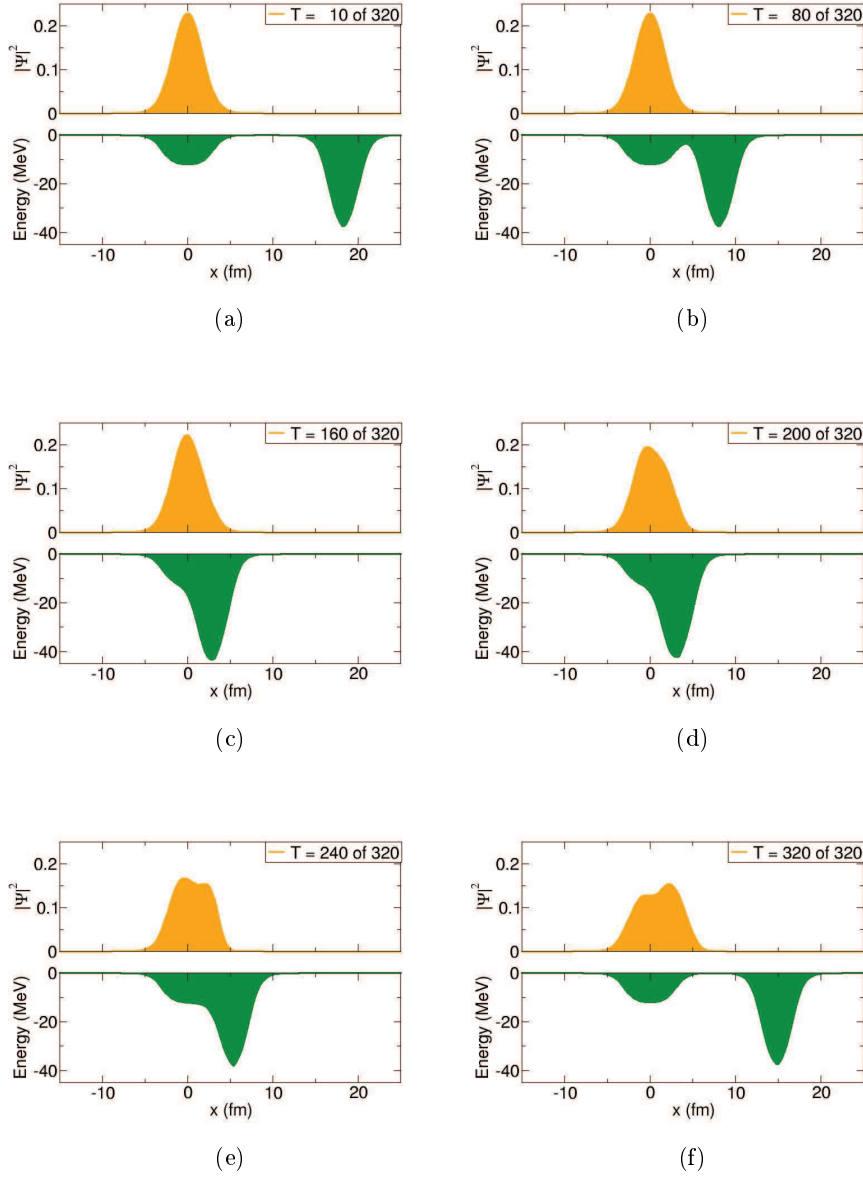 T = 10 of 320
|Ψ|²
0.2
0.1
0
Energy (MeV)
0
-20
-40
-10 0 10 20
x (fm)
(a)
T = 80 of 320
|Ψ|²
0.2
0.1
0
Energy (MeV)
0
-20
-40
-10 0 10 20
x (fm)
(b)
T = 160 of 320
|Ψ|²
0.2
0.1
0
Energy (MeV)
0
-20
-40
-10 0 10 20
x (fm)
(c)
T = 200 of 320
|Ψ|²
0.2
0.1
0
Energy (MeV)
0
-20
-40
-10 0 10 20
x (fm)
(d)
T = 240 of 320
|Ψ|²
0.2
0.1
0
Energy (MeV)
0
-20
-40
-10 0 10 20
x (fm)
(e)
T = 320 of 320
|Ψ|²
0.2
0.1
0
Energy (MeV)
0
-20
-40
-10 0 10 20
x (fm)
(f)